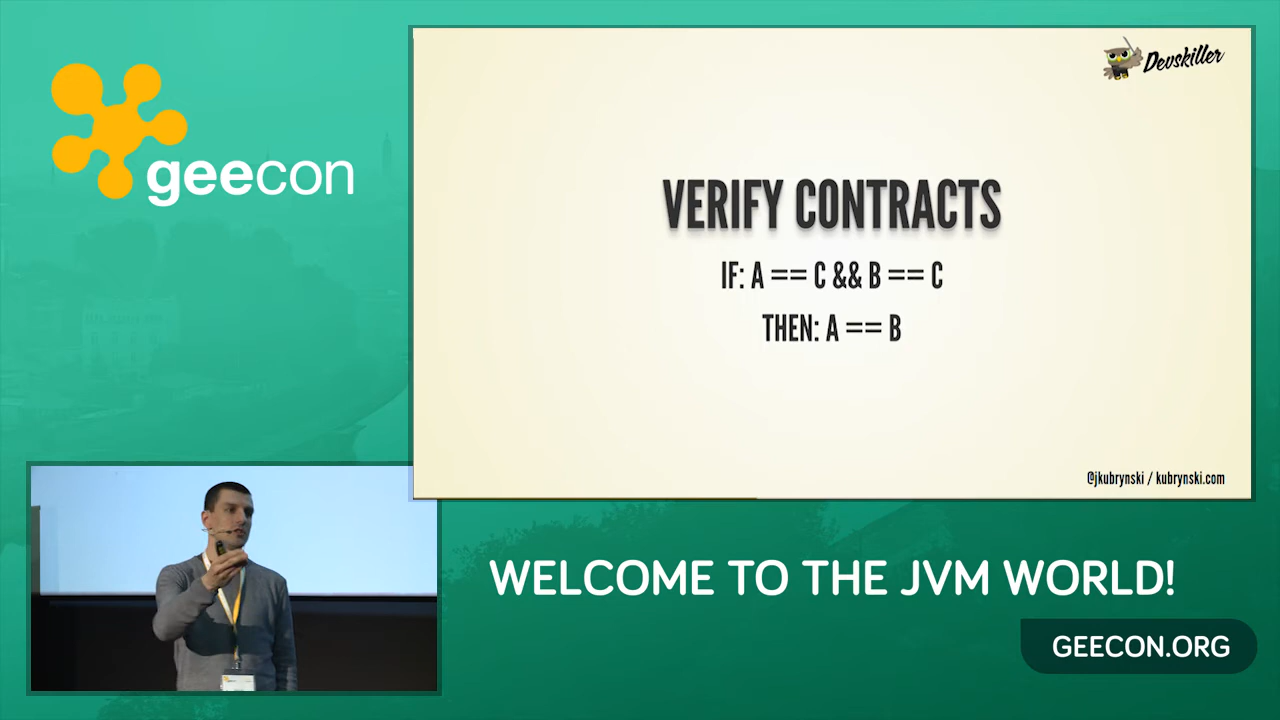 geecon
Devskiller
VERIFY CONTRACTS
IF: A == C && B == C
THEN: A == B
@jkubrynski / kubrynski.com
WELCOME TO THE JVM WORLD!
GEECON.ORG